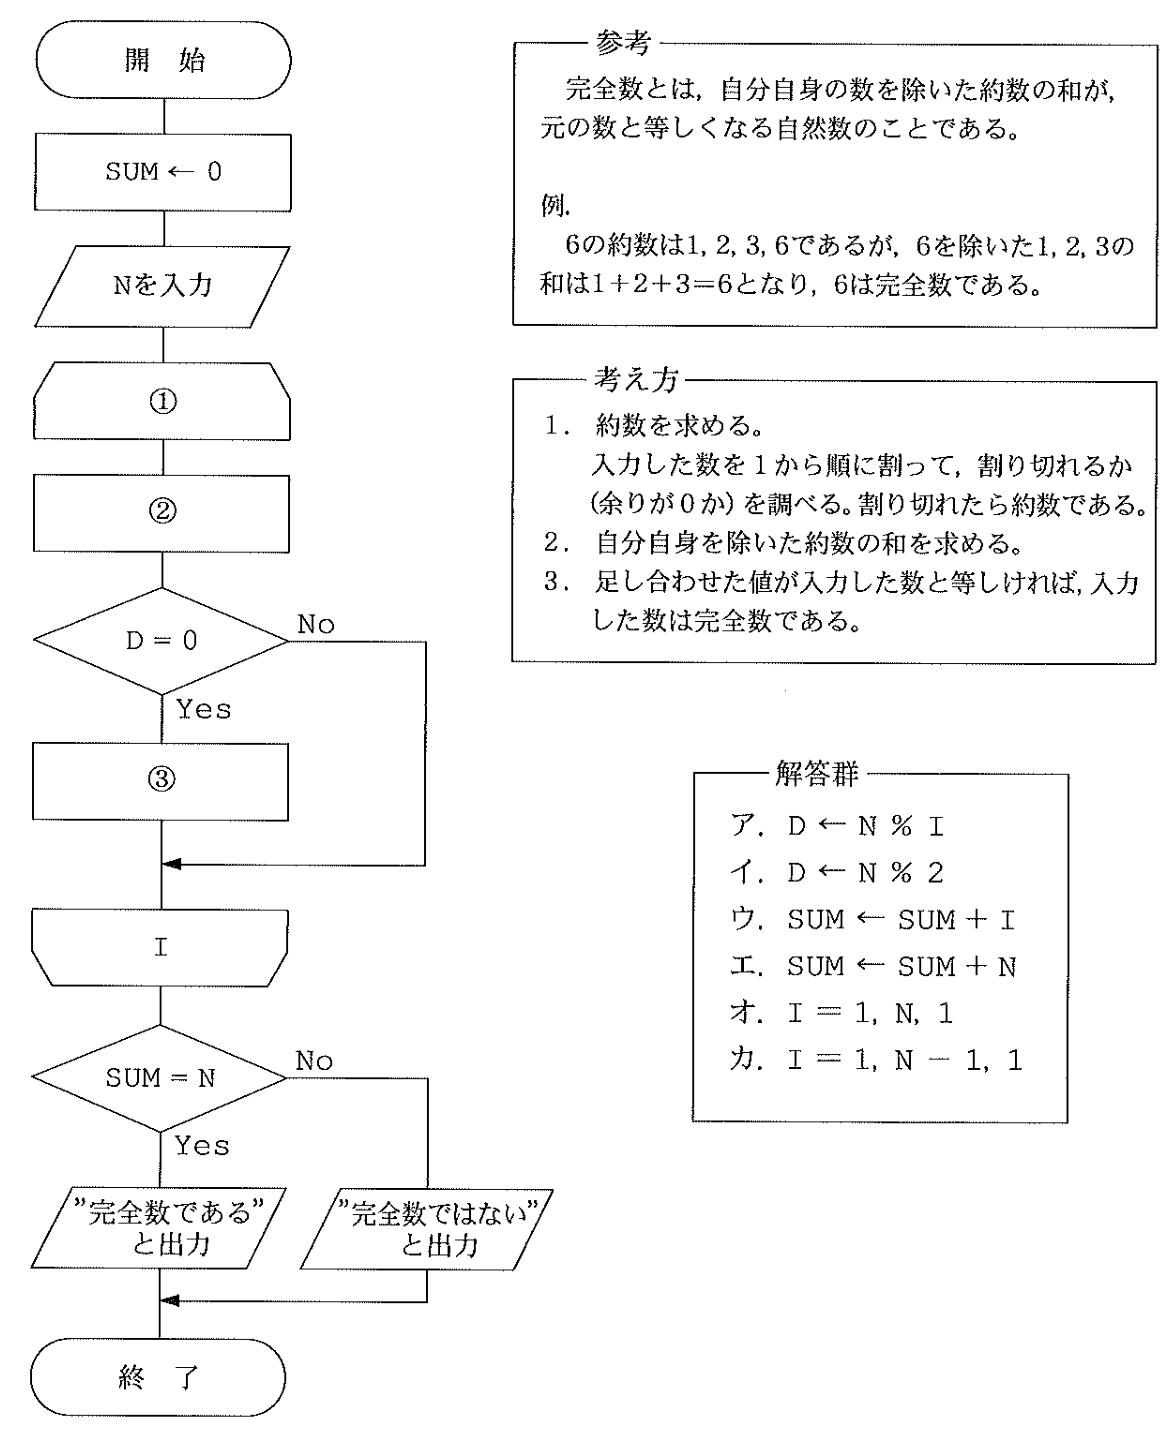 開　始
SUM ← 0
Nを入力
①
②
D = 0
No
Yes
③
I
SUM = N
No
Yes
”完全数である”
と出力
”完全数ではない”
と出力
終　了
参考
完全数とは, 自分自身の数を除いた約数の和が,
元の数と等しくなる自然数のことである。
例.
6の約数は1, 2, 3, 6であるが, 6を除いた1, 2, 3の
和は1＋2＋3＝6となり, 6は完全数である。
考え方
1. 約数を求める。
入力した数を1から順に割って, 割り切れるか
(余りが0か)を調べる。割り切れたら約数である。
2. 自分自身を除いた約数の和を求める。
3. 足し合わせた値が入力した数と等しければ, 入力
した数は完全数である。
解答群
ア. D ← N % I
イ. D ← N % 2
ウ. SUM ← SUM + I
エ. SUM ← SUM + N
オ. I = 1, N, 1
カ. I = 1, N − 1, 1